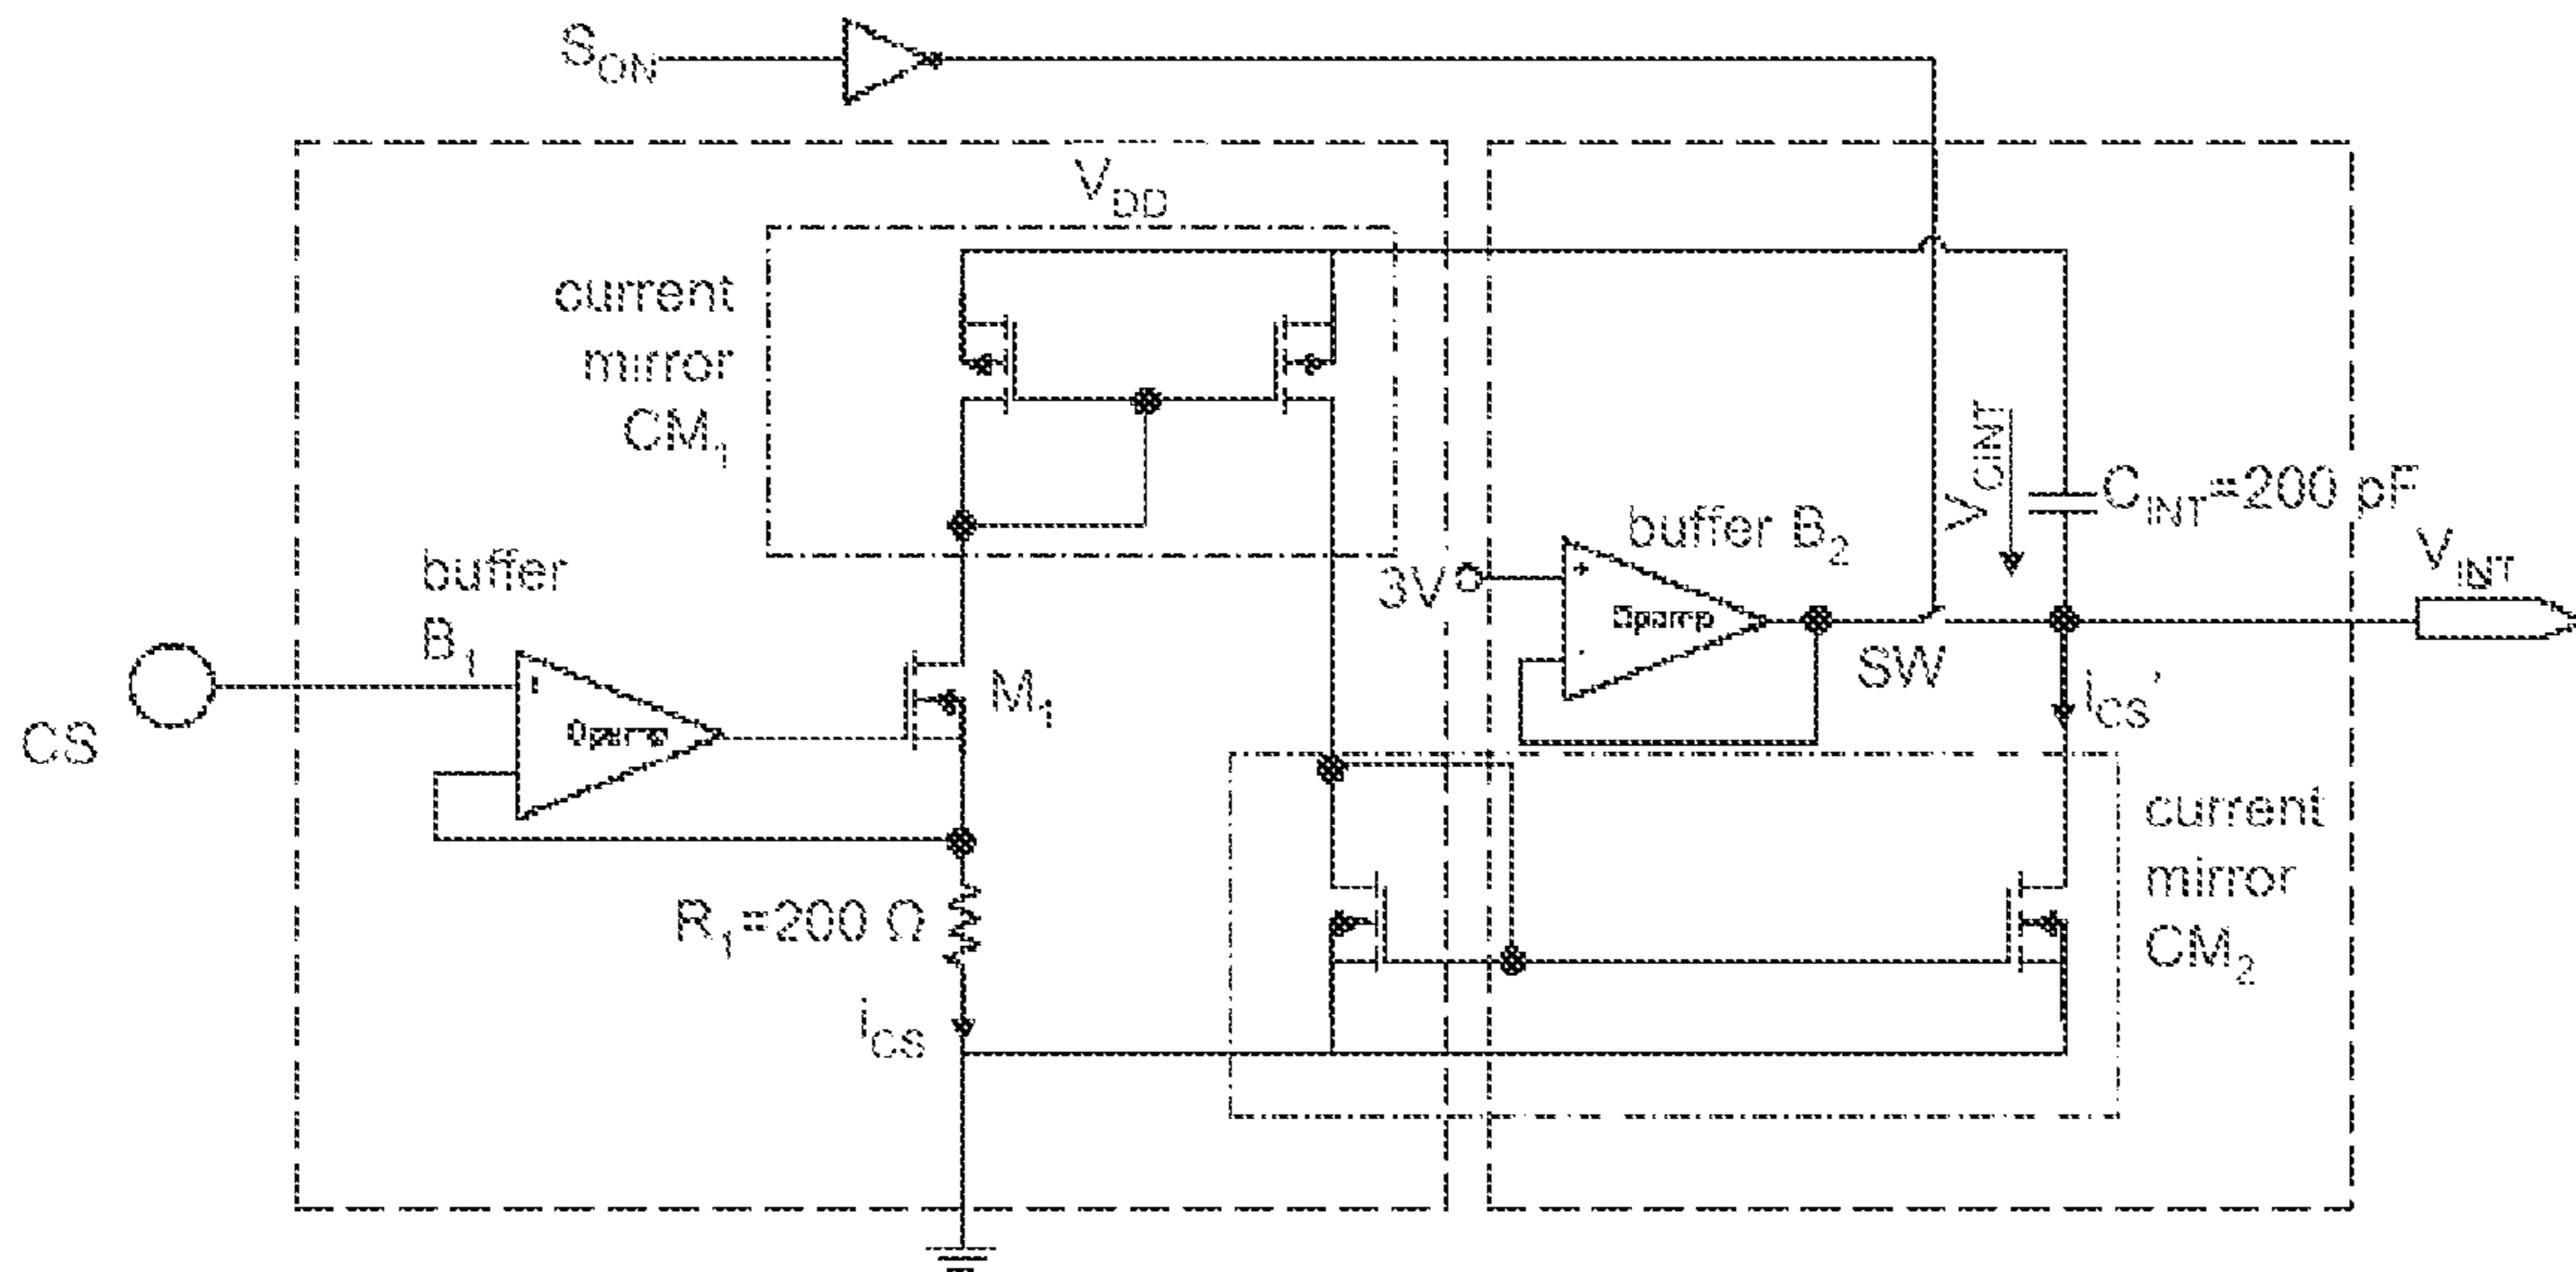 S_ON
V_DD
current
mirror
CM_1
buffer
B_1
CS
Opamp
M_1
R_1=200 Ω
i_CS
3V
buffer B_2
+
-
Opamp
SW
V_CINT
C_INT=200 pF
V_INT
i_CS'
current
mirror
CM_2